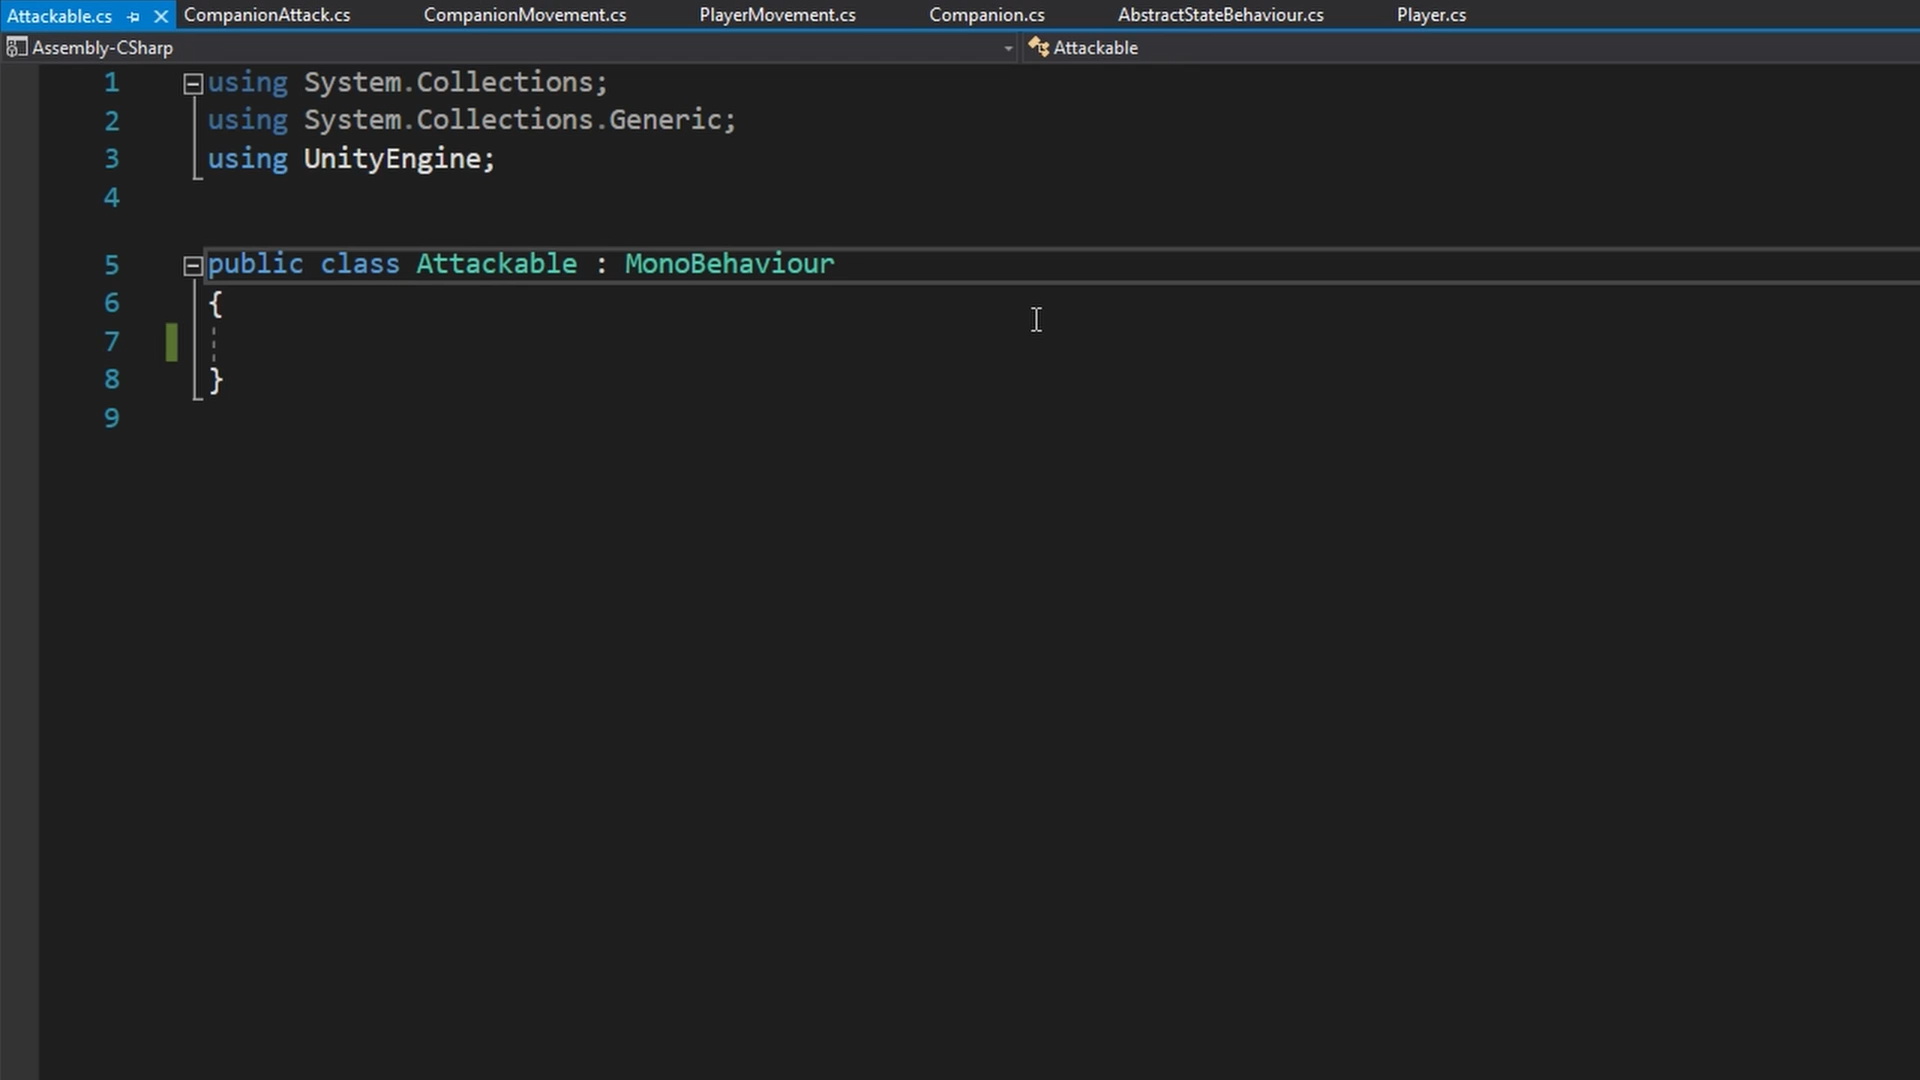 Attackable.cs CompanionAttack.cs CompanionMovement.cs PlayerMovement.cs Companion.cs AbstractStateBehaviour.cs Player.cs
Assembly-CSharp Attackable
1 using System.Collections;
2 using System.Collections.Generic;
3 using UnityEngine;
4
5 public class Attackable : MonoBehaviour
6 {
7
8 }
9